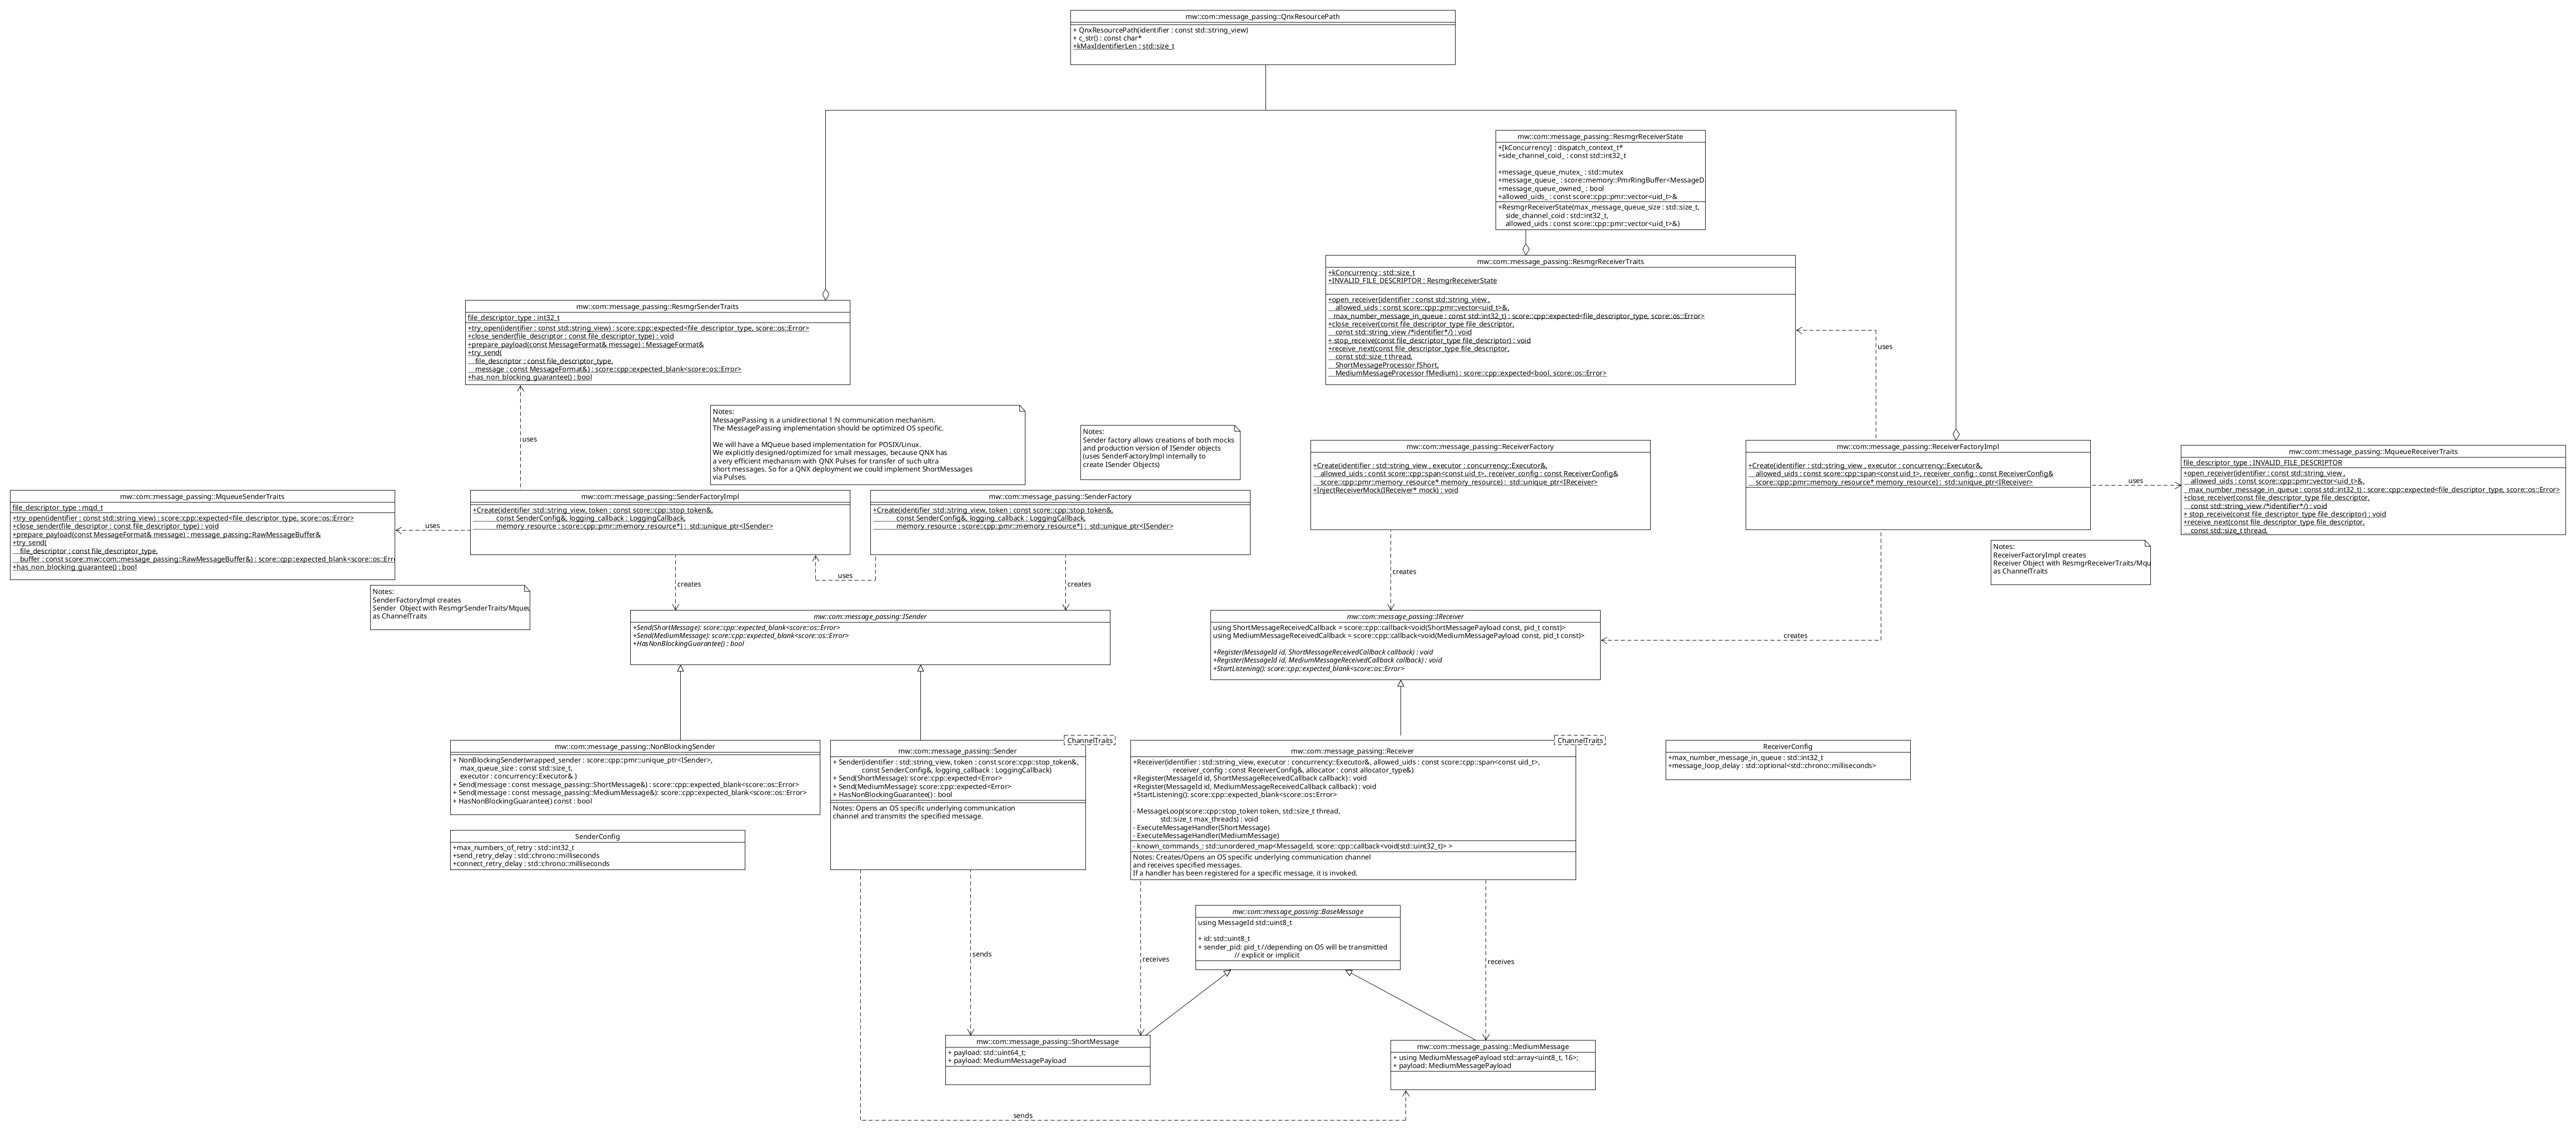 mw::com::message_passing::QnxResourcePath
+ QnxResourcePath(identifier : const std::string_view)
+ c_str() : const char*
+kMaxIdentifierLen : std::size_t
mw::com::message_passing::ResmgrReceiverState
+[kConcurrency] : dispatch_context_t*
+side_channel_coid_ : const std::int32_t
+message_queue_mutex_ : std::mutex
+message_queue_ : score::memory::PmrRingBuffer<MessageD
+message_queue_owned_ : bool
+allowed_uids_ : const score::cpp::pmr::vector<uid_t>&
+ResmgrReceiverState(max_message_queue_size : std::size_t,
side_channel_coid : std::int32_t,
allowed_uids : const score::cpp::pmr::vector<uid_t>&)
mw::com::message_passing::ResmgrReceiverTraits
+kConcurrency : std::size_t
+INVALID_FILE_DESCRIPTOR : ResmgrReceiverState
+open_receiver(identifier : const std::string_view ,
allowed_uids : const score::cpp::pmr::vector<uid_t>&,
max_number_message_in_queue : const std::int32_t) : score::cpp::expected<file_descriptor_type, score::os::Error>
+close_receiver(const file_descriptor_type file_descriptor,
const std::string_view /*identifier*/) : void
+ stop_receive(const file_descriptor_type file_descriptor) : void
+receive_next(const file_descriptor_type file_descriptor,
const std::size_t thread,
ShortMessageProcessor fShort,
MediumMessageProcessor fMedium) : score::cpp::expected<bool, score::os::Error>
mw::com::message_passing::ResmgrSenderTraits
file_descriptor_type : int32_t
+try_open(identifier : const std::string_view) : score::cpp::expected<file_descriptor_type, score::os::Error>
+close_sender(file_descriptor : const file_descriptor_type) : void
+prepare_payload(const MessageFormat& message) : MessageFormat&
+try_send(
file_descriptor : const file_descriptor_type,
message : const MessageFormat&) : score::cpp::expected_blank<score::os::Error>
+has_non_blocking_guarantee() : bool
uses
uses
Notes:
MessagePassing is a unidirectional 1:N communication mechanism.
The MessagePassing implementation should be optimized OS specific.
We will have a MQueue based implementation for POSIX/Linux.
We explicitly designed/optimized for small messages, because QNX has
a very efficient mechanism with QNX Pulses for transfer of such ultra
short messages. So for a QNX deployment we could implement ShortMessages
via Pulses.
Notes:
Sender factory allows creations of both mocks
and production version of ISender objects
(uses SenderFactoryImpl internally to
create ISender Objects)
mw::com::message_passing::ReceiverFactory
+Create(identifier : std::string_view , executor : concurrency::Executor&,
allowed_uids : const score::cpp::span<const uid_t>, receiver_config : const ReceiverConfig&
score::cpp::pmr::memory_resource* memory_resource) :  std::unique_ptr<IReceiver>
+InjectReceiverMock(IReceiver* mock) : void
mw::com::message_passing::ReceiverFactoryImpl
+Create(identifier : std::string_view , executor : concurrency::Executor&,
allowed_uids : const score::cpp::span<const uid_t>, receiver_config : const ReceiverConfig&
score::cpp::pmr::memory_resource* memory_resource) :  std::unique_ptr<IReceiver>
uses
mw::com::message_passing::MqueueReceiverTraits
file_descriptor_type : INVALID_FILE_DESCRIPTOR
+open_receiver(identifier : const std::string_view ,
allowed_uids : const score::cpp::pmr::vector<uid_t>&,
max_number_message_in_queue : const std::int32_t) : score::cpp::expected<file_descriptor_type, score::os::Error>
+close_receiver(const file_descriptor_type file_descriptor,
const std::string_view /*identifier*/) : void
+ stop_receive(const file_descriptor_type file_descriptor) : void
+receive_next(const file_descriptor_type file_descriptor,
const std::size_t thread,
mw::com::message_passing::MqueueSenderTraits
file_descriptor_type : mqd_t
+try_open(identifier : const std::string_view) : score::cpp::expected<file_descriptor_type, score::os::Error>
+close_sender(file_descriptor : const file_descriptor_type) : void
+prepare_payload(const MessageFormat& message) : message_passing::RawMessageBuffer&
+try_send(
file_descriptor : const file_descriptor_type,
buffer : const score::mw::com::message_passing::RawMessageBuffer&) : score::cpp::expected_blank<score::os::Erro
+has_non_blocking_guarantee() : bool
uses
mw::com::message_passing::SenderFactoryImpl
+Create(identifier :std::string_view, token : const score::cpp::stop_token&,
const SenderConfig&, logging_callback : LoggingCallback,
memory_resource : score::cpp::pmr::memory_resource*) :  std::unique_ptr<ISender>
mw::com::message_passing::SenderFactory
+Create(identifier :std::string_view, token : const score::cpp::stop_token&,
const SenderConfig&, logging_callback : LoggingCallback,
memory_resource : score::cpp::pmr::memory_resource*) :  std::unique_ptr<ISender>
uses
creates
creates
creates
creates
Notes:
ReceiverFactoryImpl creates
Receiver Object with ResmgrReceiverTraits/Mqu
as ChannelTraits
Notes:
SenderFactoryImpl creates
Sender  Object with ResmgrSenderTraits/Mqueu
as ChannelTraits
mw::com::message_passing::ISender
+Send(ShortMessage): score::cpp::expected_blank<score::os::Error>
+Send(MediumMessage): score::cpp::expected_blank<score::os::Error>
+HasNonBlockingGuarantee() : bool
mw::com::message_passing::IReceiver
using ShortMessageReceivedCallback = score::cpp::callback<void(ShortMessagePayload const, pid_t const)>
using MediumMessageReceivedCallback = score::cpp::callback<void(MediumMessagePayload const, pid_t const)>
+Register(MessageId id, ShortMessageReceivedCallback callback) : void
+Register(MessageId id, MediumMessageReceivedCallback callback) : void
+StartListening(): score::cpp::expected_blank<score::os::Error>
mw::com::message_passing::NonBlockingSender
+ NonBlockingSender(wrapped_sender : score::cpp::pmr::unique_ptr<ISender>,
max_queue_size : const std::size_t,
executor : concurrency::Executor& )
+ Send(message : const message_passing::ShortMessage&) : score::cpp::expected_blank<score::os::Error>
+ Send(message : const message_passing::MediumMessage&): score::cpp::expected_blank<score::os::Error>
+ HasNonBlockingGuarantee() const : bool
ChannelTraits
mw::com::message_passing::Sender
+ Sender(identifier : std::string_view, token : const score::cpp::stop_token&,
const SenderConfig&, logging_callback : LoggingCallback)
+ Send(ShortMessage): score::cpp::expected<Error>
+ Send(MediumMessage): score::cpp::expected<Error>
+ HasNonBlockingGuarantee() : bool
Notes: Opens an OS specific underlying communication
channel and transmits the specified message.
ChannelTraits
mw::com::message_passing::Receiver
+Receiver(identifier : std::string_view, executor : concurrency::Executor&, allowed_uids : const score::cpp::span<const uid_t>,
receiver_config : const ReceiverConfig&, allocator : const allocator_type&)
+Register(MessageId id, ShortMessageReceivedCallback callback) : void
+Register(MessageId id, MediumMessageReceivedCallback callback) : void
+StartListening(): score::cpp::expected_blank<score::os::Error>
- MessageLoop(score::cpp::stop_token token, std::size_t thread,
std::size_t max_threads) : void
- ExecuteMessageHandler(ShortMessage)
- ExecuteMessageHandler(MediumMessage)
- known_commands_: std::unordered_map<MessageId, score::cpp::callback<void(std::uint32_t)> >
Notes: Creates/Opens an OS specific underlying communication channel
and receives specified messages.
If a handler has been registered for a specific message, it is invoked.
ReceiverConfig
+max_number_message_in_queue : std::int32_t
+message_loop_delay : std::optional<std::chrono::milliseconds>
SenderConfig
+max_numbers_of_retry : std::int32_t
+send_retry_delay : std::chrono::milliseconds
+connect_retry_delay : std::chrono::milliseconds
mw::com::message_passing::BaseMessage
using MessageId std::uint8_t
+ id: std::uint8_t
+ sender_pid: pid_t //depending on OS will be transmitted
// explicit or implicit
sends
receives
receives
mw::com::message_passing::ShortMessage
+ payload: std::uint64_t;
+ payload: MediumMessagePayload
mw::com::message_passing::MediumMessage
+ using MediumMessagePayload std::array<uint8_t, 16>;
+ payload: MediumMessagePayload
sends